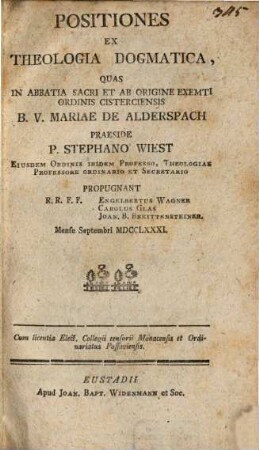 345
POSITIONES
EX
THEOLOGIA DOGMATICA,
QUAS
IN ABBATIA SACRI ET AB ORIGINE EXEMTI
ORDINIS CISTERCIENSIS
B. V. MARIAE DE ALDERSPACH
PRAESIDE
P. STEPHANO WIEST
EJUSDEM ORDINIS IBIDEM PROFESSO, THEOLOGIAE
PROFESSORE ORDINARIO ET SECRETARIO
PROPUGNANT
R.R. F.F. ENGELBERTUS WAGNER
CAROLUS GLAS
JOAN. B. BREITTENSTEINER.
Mense Septembri MDCCLXXXI.
Cum licentia Elect. Collegii censorii Monacensis et Ordi-
nariatus Passaviensis.
EUSTADII
Apud JOAN. BAPT. WIDENMANN et Soc.